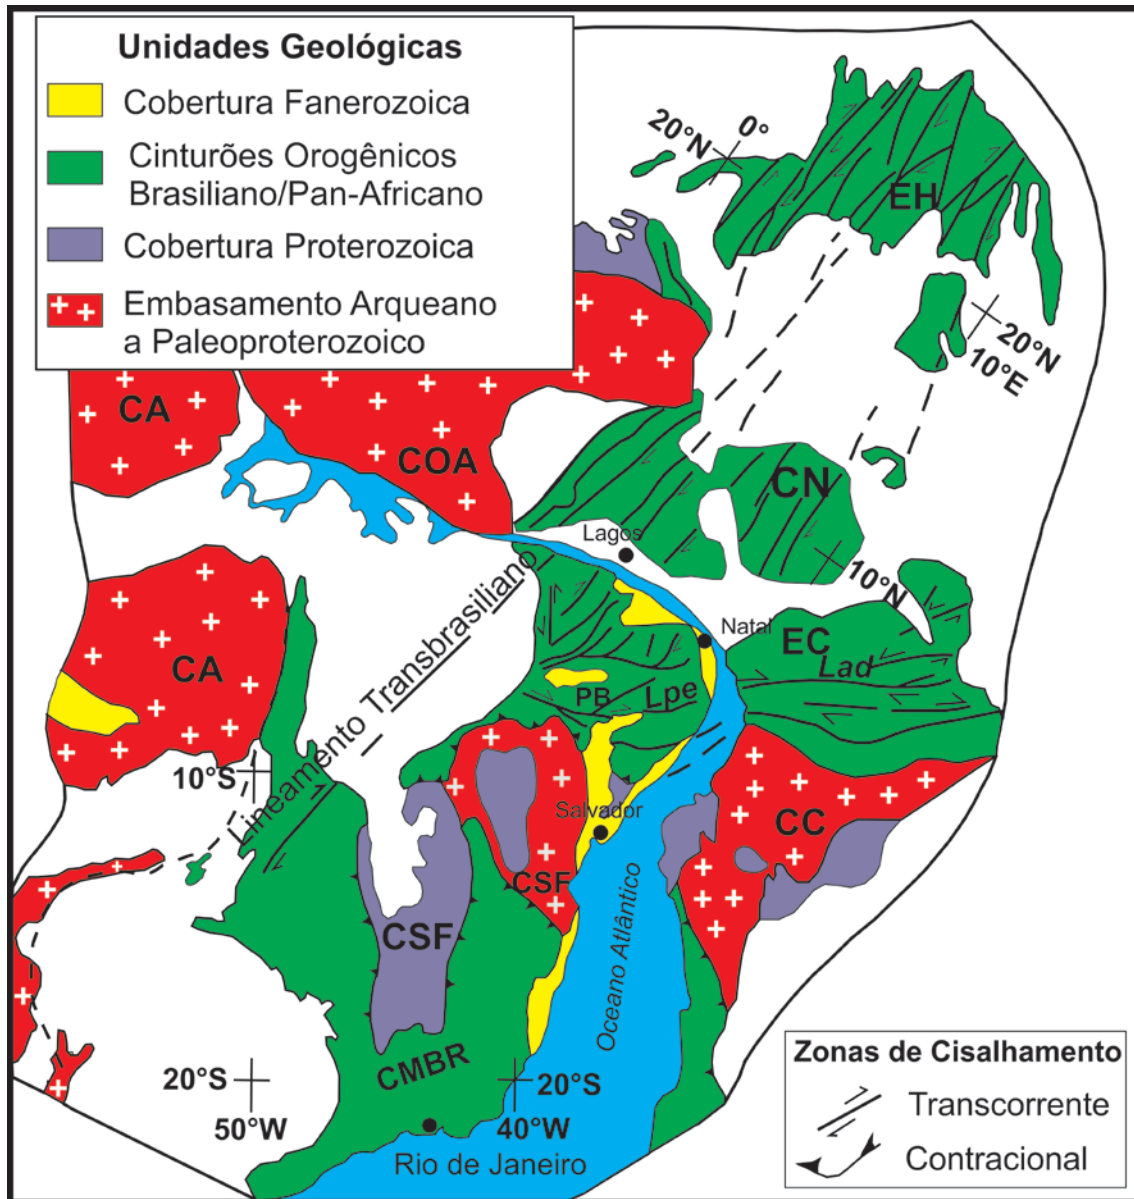 Unidades Geológicas
Cobertura Fanerozoica
Cinturões Orogênicos
Brasiliano/Pan-Africano
Cobertura Proterozoica
Embasamento Arqueano
a Paleoproterozoico
20°N
0°
EH
20°N
10°E
CA
COA
CN
Lagos
10°N
Natal
EC
Lad
CA
Lineamento Transbrasiliano
PB
Lpe
10°S
Salvador
CC
CSF
CSF
Oceano Atlântico
CMBR
20°S
50°W
20°S
40°W
Rio de Janeiro
Zonas de Cisalhamento
Transcorrente
Contracional